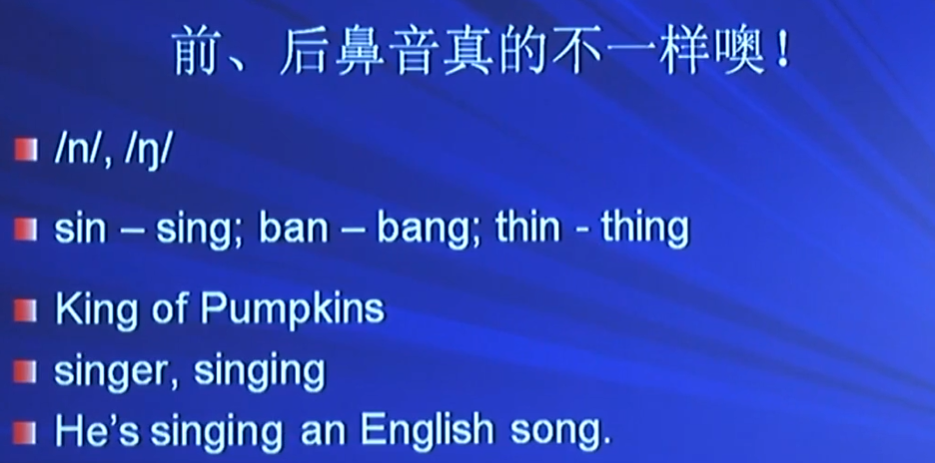 前、后鼻音真的不一样噢!
/n/, /ŋ/
sin – sing; ban – bang; thin - thing
King of Pumpkins
singer, singing
He's singing an English song.